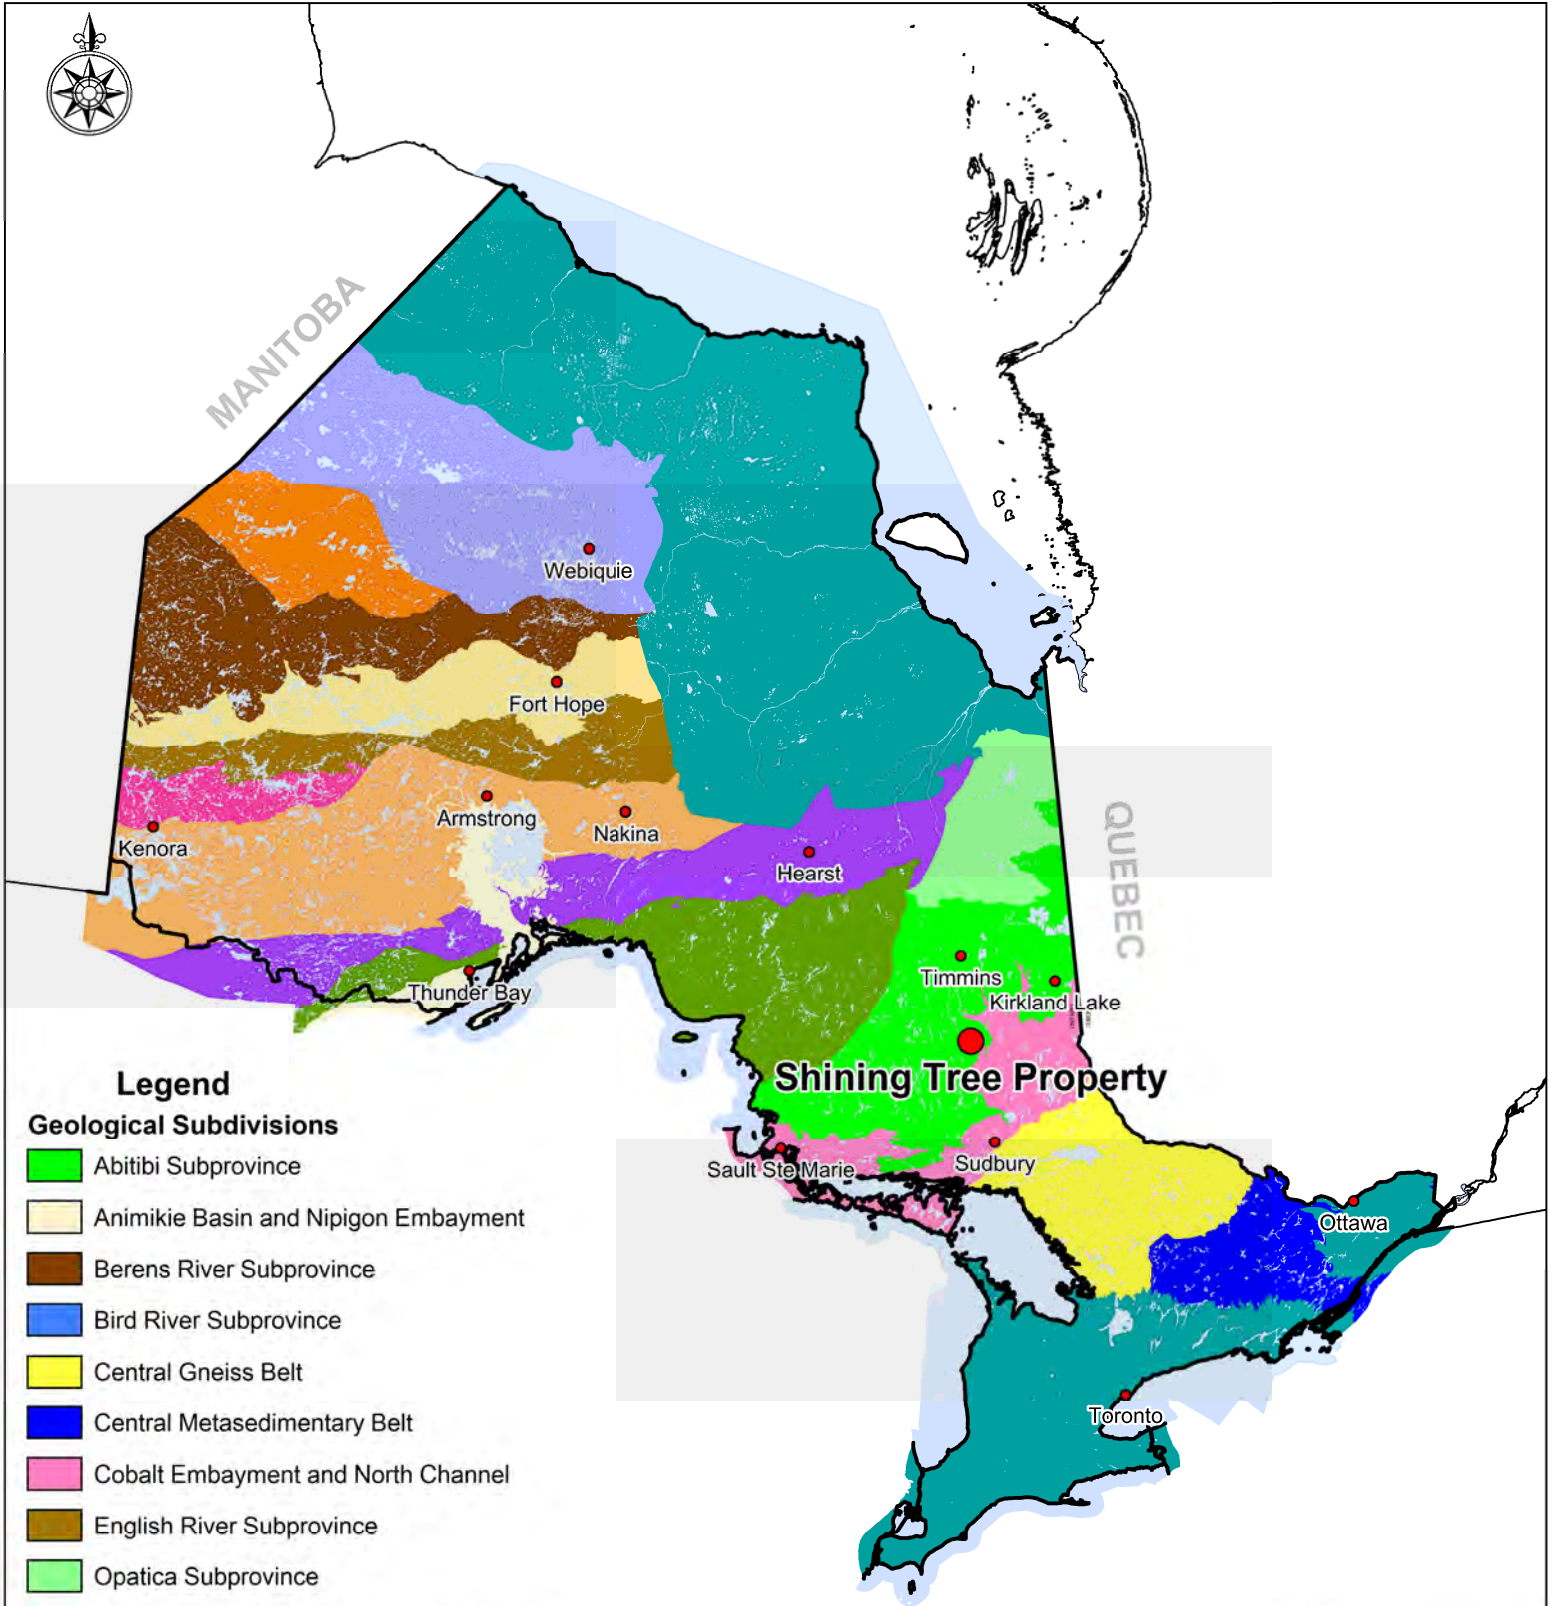 MANITOBA
Webiquie
Fort Hope
Armstrong
Nakina
Kenora
Hearst
QUEBEC
Timmins
Thunder Bay
Kirkland Lake
Shining Tree Property
Sault Ste Marie
Sudbury
Ottawa
Toronto
Legend
Geological Subdivisions
Abitibi Subprovince
Animikie Basin and Nipigon Embayment
Berens River Subprovince
Bird River Subprovince
Central Gneiss Belt
Central Metasedimentary Belt
Cobalt Embayment and North Channel
English River Subprovince
Opatica Subprovince